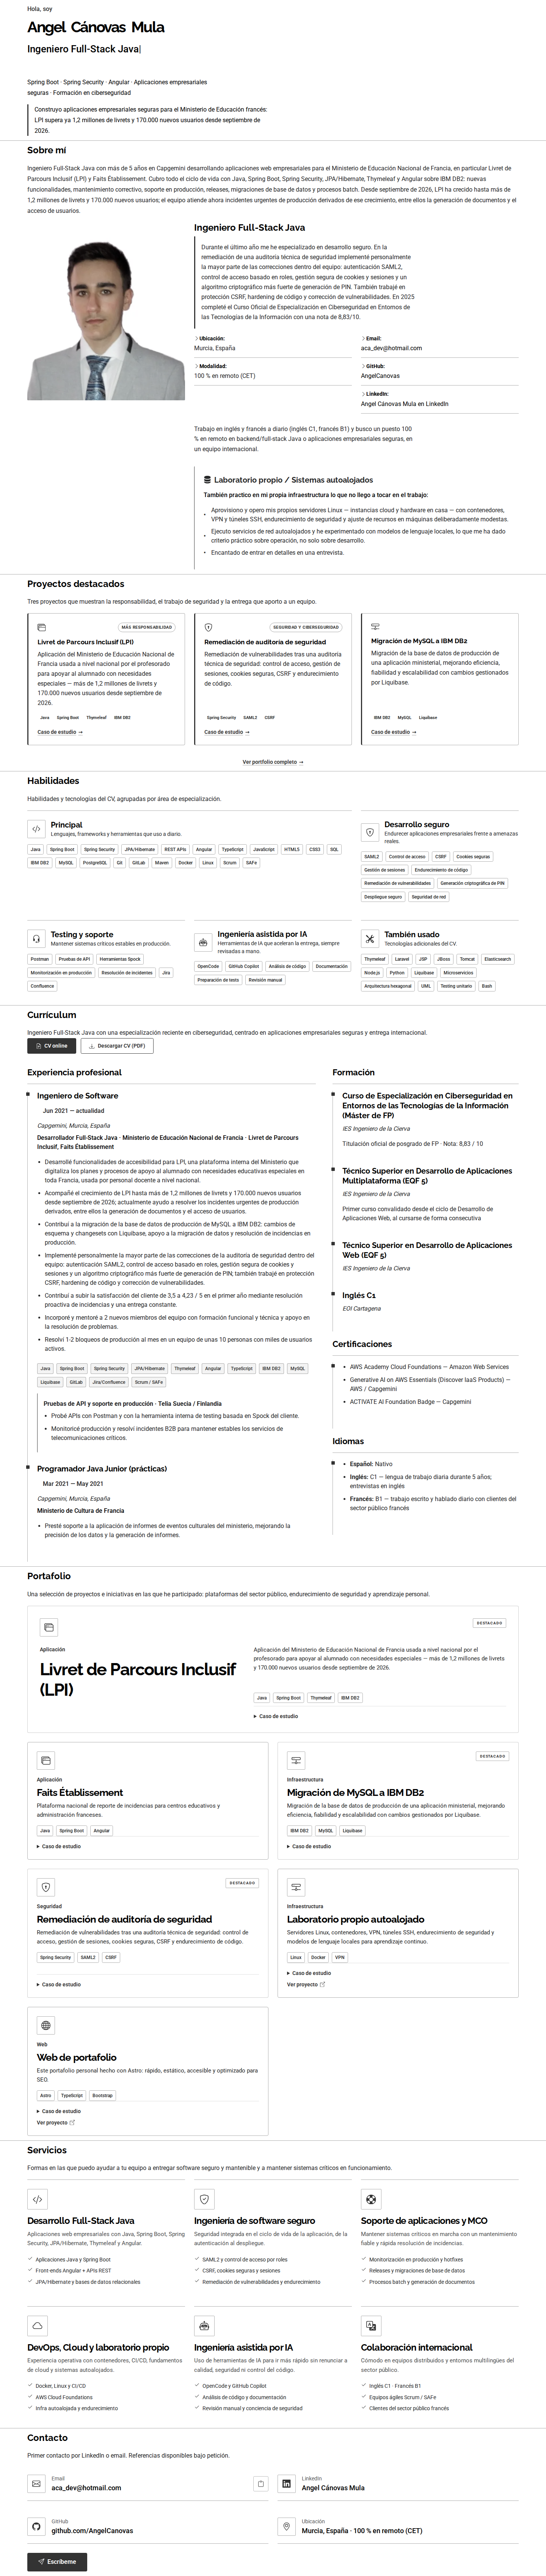 Hola, soy
Angel Cánovas Mula
Ingeniero Full-Stack Java|
Spring Boot · Spring Security · Angular · Aplicaciones empresariales
seguras · Formación en ciberseguridad
Construyo aplicaciones empresariales seguras para el Ministerio de Educación francés:
LPI supera ya 1,2 millones de livrets y 170.000 nuevos usuarios desde septiembre de
2026.
Sobre mí
Ingeniero Full-Stack Java con más de 5 años en Capgemini desarrollando aplicaciones web empresariales para el Ministerio de Educación Nacional de Francia, en particular Livret de
Parcours Inclusif (LPI) y Faits Établissement. Cubro todo el ciclo de vida con Java, Spring Boot, Spring Security, JPA/Hibernate, Thymeleaf y Angular sobre IBM DB2: nuevas
funcionalidades, mantenimiento correctivo, soporte en producción, releases, migraciones de base de datos y procesos batch. Desde septiembre de 2026, LPI ha crecido hasta más de
1,2 millones de livrets y 170.000 nuevos usuarios; el equipo atiende ahora incidentes urgentes de producción derivados de ese crecimiento, entre ellos la generación de documentos y el
acceso de usuarios.
Ingeniero Full-Stack Java
Durante el último año me he especializado en desarrollo seguro. En la
remediación de una auditoría técnica de seguridad implementé personalmente
la mayor parte de las correcciones dentro del equipo: autenticación SAML2,
control de acceso basado en roles, gestión segura de cookies y sesiones y un
algoritmo criptográfico más fuerte de generación de PIN. También trabajé en
protección CSRF, hardening de código y corrección de vulnerabilidades. En 2025
completé el Curso Oficial de Especialización en Ciberseguridad en Entornos de
las Tecnologías de la Información con una nota de 8,83/10.
Ubicación:
Murcia, España
Email:
aca_dev@hotmail.com
Modalidad:
100 % en remoto (CET)
GitHub:
AngelCanovas
LinkedIn:
Angel Cánovas Mula en LinkedIn
Trabajo en inglés y francés a diario (inglés C1, francés B1) y busco un puesto 100
% en remoto en backend/full-stack Java o aplicaciones empresariales seguras, en
un equipo internacional.
Laboratorio propio / Sistemas autoalojados
También practico en mi propia infraestructura lo que no llego a tocar en el trabajo:
• Aprovisiono y opero mis propios servidores Linux — instancias cloud y hardware en casa — con contenedores,
VPN y túneles SSH, endurecimiento de seguridad y ajuste de recursos en máquinas deliberadamente modestas.
• Ejecuto servicios de red autoalojados y he experimentado con modelos de lenguaje locales, lo que me ha dado
criterio práctico sobre operación, no solo sobre desarrollo.
• Encantado de entrar en detalles en una entrevista.
Proyectos destacados
Tres proyectos que muestran la responsabilidad, el trabajo de seguridad y la entrega que aporto a un equipo.
MÁS RESPONSABILIDAD
Livret de Parcours Inclusif (LPI)
Aplicación del Ministerio de Educación Nacional de
Francia usada a nivel nacional por el profesorado
para apoyar al alumnado con necesidades
especiales — más de 1,2 millones de livrets y
170.000 nuevos usuarios desde septiembre de
2026.
Java Spring Boot Thymeleaf IBM DB2
Caso de estudio →
SEGURIDAD Y CIBERSEGURIDAD
Remediación de auditoría de seguridad
Remediación de vulnerabilidades tras una auditoría
técnica de seguridad: control de acceso, gestión de
sesiones, cookies seguras, CSRF y endurecimiento
de código.
Spring Security SAML2 CSRF
Caso de estudio →
Migración de MySQL a IBM DB2
Migración de la base de datos de producción de
una aplicación ministerial, mejorando eficiencia,
fiabilidad y escalabilidad con cambios gestionados
por Liquibase.
IBM DB2 MySQL Liquibase
Caso de estudio →
Ver portfolio completo →
Habilidades
Habilidades y tecnologías del CV, agrupadas por área de especialización.
Principal
Lenguajes, frameworks y herramientas que uso a diario.
Java Spring Boot Spring Security JPA/Hibernate REST APIs Angular TypeScript JavaScript HTML5 CSS3 SQL
IBM DB2 MySQL PostgreSQL Git GitLab Maven Docker Linux Scrum SAFe
Desarrollo seguro
Endurecer aplicaciones empresariales frente a amenazas
reales.
SAML2 Control de acceso CSRF Cookies seguras
Gestión de sesiones Endurecimiento de código
Remediación de vulnerabilidades Generación criptográfica de PIN
Despliegue seguro Seguridad de red
Testing y soporte
Mantener sistemas críticos estables en producción.
Postman Pruebas de API Herramientas Spock
Monitorización en producción Resolución de incidentes Jira
Confluence
Ingeniería asistida por IA
Herramientas de IA que aceleran la entrega, siempre
revisadas a mano.
OpenCode GitHub Copilot Análisis de código Documentación
Preparación de tests Revisión manual
También usado
Tecnologías adicionales del CV.
Thymeleaf Laravel JSP JBoss Tomcat Elasticsearch
Node.js Python Liquibase Microservicios
Arquitectura hexagonal UML Testing unitario Bash
Currículum
Ingeniero Full-Stack Java con una especialización reciente en ciberseguridad, centrado en aplicaciones empresariales seguras y entrega internacional.
CV online
Descargar CV (PDF)
Experiencia profesional
Ingeniero de Software
Jun 2021 — actualidad
Capgemini, Murcia, España
Desarrollador Full-Stack Java · Ministerio de Educación Nacional de Francia · Livret de Parcours
Inclusif, Faits Établissement
• Desarrollé funcionalidades de accesibilidad para LPI, una plataforma interna del Ministerio que
digitaliza los planes y procesos de apoyo al alumnado con necesidades educativas especiales en
toda Francia, usada por personal docente a nivel nacional.
• Acompañé el crecimiento de LPI hasta más de 1,2 millones de livrets y 170.000 nuevos usuarios
desde septiembre de 2026; actualmente ayudo a resolver los incidentes urgentes de producción
derivados, entre ellos la generación de documentos y el acceso de usuarios.
• Contribuí a la migración de la base de datos de producción de MySQL a IBM DB2: cambios de
esquema y changesets con Liquibase, apoyo a la migración de datos y resolución de incidencias en
producción.
• Implementé personalmente la mayor parte de las correcciones de la auditoría de seguridad dentro del
equipo: autenticación SAML2, control de acceso basado en roles, gestión segura de cookies y
sesiones y un algoritmo criptográfico más fuerte de generación de PIN; también trabajé en protección
CSRF, hardening de código y corrección de vulnerabilidades.
• Contribuí a subir la satisfacción del cliente de 3,5 a 4,23 / 5 en el primer año mediante resolución
proactiva de incidencias y una entrega constante.
• Incorporé y mentoré a 2 nuevos miembros del equipo con formación funcional y técnica y apoyo en
la resolución de problemas.
• Resolví 1-2 bloqueos de producción al mes en un equipo de unas 10 personas con miles de usuarios
activos.
Java Spring Boot Spring Security JPA/Hibernate Thymeleaf Angular TypeScript IBM DB2 MySQL
Liquibase GitLab Jira/Confluence Scrum / SAFe
Pruebas de API y soporte en producción · Telia Suecia / Finlandia
• Probé APIs con Postman y con la herramienta interna de testing basada en Spock del cliente.
• Monitoricé producción y resolví incidentes B2B para mantener estables los servicios de
telecomunicaciones críticos.
Programador Java Junior (prácticas)
Mar 2021 — May 2021
Capgemini, Murcia, España
Ministerio de Cultura de Francia
• Presté soporte a la aplicación de informes de eventos culturales del ministerio, mejorando la
precisión de los datos y la generación de informes.
Formación
Curso de Especialización en Ciberseguridad en
Entornos de las Tecnologías de la Información
(Máster de FP)
IES Ingeniero de la Cierva
Titulación oficial de posgrado de FP · Nota: 8,83 / 10
Técnico Superior en Desarrollo de Aplicaciones
Multiplataforma (EQF 5)
IES Ingeniero de la Cierva
Primer curso convalidado desde el ciclo de Desarrollo de
Aplicaciones Web, al cursarse de forma consecutiva
Técnico Superior en Desarrollo de Aplicaciones
Web (EQF 5)
IES Ingeniero de la Cierva
Inglés C1
EOI Cartagena
Certificaciones
• AWS Academy Cloud Foundations — Amazon Web Services
• Generative AI on AWS Essentials (Discover IaaS Products) —
AWS / Capgemini
• ACTIVATE AI Foundation Badge — Capgemini
Idiomas
• Español: Nativo
• Inglés: C1 — lengua de trabajo diaria durante 5 años;
entrevistas en inglés
• Francés: B1 — trabajo escrito y hablado diario con clientes del
sector público francés
Portafolio
Una selección de proyectos e iniciativas en las que he participado: plataformas del sector público, endurecimiento de seguridad y aprendizaje personal.
DESTACADO
Aplicación
Livret de Parcours Inclusif
(LPI)
Aplicación del Ministerio de Educación Nacional de Francia usada a nivel nacional por el
profesorado para apoyar al alumnado con necesidades especiales — más de 1,2 millones de livrets
y 170.000 nuevos usuarios desde septiembre de 2026.
Java Spring Boot Thymeleaf IBM DB2
▸ Caso de estudio
Aplicación
Faits Établissement
Plataforma nacional de reporte de incidencias para centros educativos y
administración franceses.
Java Spring Boot Angular
▸ Caso de estudio
DESTACADO
Infraestructura
Migración de MySQL a IBM DB2
Migración de la base de datos de producción de una aplicación ministerial, mejorando
eficiencia, fiabilidad y escalabilidad con cambios gestionados por Liquibase.
IBM DB2 MySQL Liquibase
▸ Caso de estudio
DESTACADO
Seguridad
Remediación de auditoría de seguridad
Remediación de vulnerabilidades tras una auditoría técnica de seguridad: control de
acceso, gestión de sesiones, cookies seguras, CSRF y endurecimiento de código.
Spring Security SAML2 CSRF
▸ Caso de estudio
Infraestructura
Laboratorio propio autoalojado
Servidores Linux, contenedores, VPN, túneles SSH, endurecimiento de seguridad y
modelos de lenguaje locales para aprendizaje continuo.
Linux Docker VPN
▸ Caso de estudio
Ver proyecto
Web
Web de portafolio
Este portafolio personal hecho con Astro: rápido, estático, accesible y optimizado para
SEO.
Astro TypeScript Bootstrap
▸ Caso de estudio
Ver proyecto
Servicios
Formas en las que puedo ayudar a tu equipo a entregar software seguro y mantenible y a mantener sistemas críticos en funcionamiento.
Desarrollo Full-Stack Java
Aplicaciones web empresariales con Java, Spring Boot, Spring
Security, JPA/Hibernate, Thymeleaf y Angular.
Aplicaciones Java y Spring Boot
Front-ends Angular + APIs REST
JPA/Hibernate y bases de datos relacionales
Ingeniería de software seguro
Seguridad integrada en el ciclo de vida de la aplicación, de la
autenticación al despliegue.
SAML2 y control de acceso por roles
CSRF, cookies seguras y sesiones
Remediación de vulnerabilidades y endurecimiento
Soporte de aplicaciones y MCO
Mantener sistemas críticos en marcha con un mantenimiento
fiable y rápida resolución de incidencias.
Monitorización en producción y hotfixes
Releases y migraciones de base de datos
Procesos batch y generación de documentos
DevOps, Cloud y laboratorio propio
Experiencia operativa con contenedores, CI/CD, fundamentos
de cloud y sistemas autoalojados.
Docker, Linux y CI/CD
AWS Cloud Foundations
Infra autoalojada y endurecimiento
Ingeniería asistida por IA
Uso de herramientas de IA para ir más rápido sin renunciar a
calidad, seguridad ni control del código.
OpenCode y GitHub Copilot
Análisis de código y documentación
Revisión manual y conciencia de seguridad
Colaboración internacional
Cómodo en equipos distribuidos y entornos multilingües del
sector público.
Inglés C1 · Francés B1
Equipos ágiles Scrum / SAFe
Clientes del sector público francés
Contacto
Primer contacto por LinkedIn o email. Referencias disponibles bajo petición.
Email
aca_dev@hotmail.com
LinkedIn
Angel Cánovas Mula
GitHub
github.com/AngelCanovas
Ubicación
Murcia, España · 100 % en remoto (CET)
Escríbeme